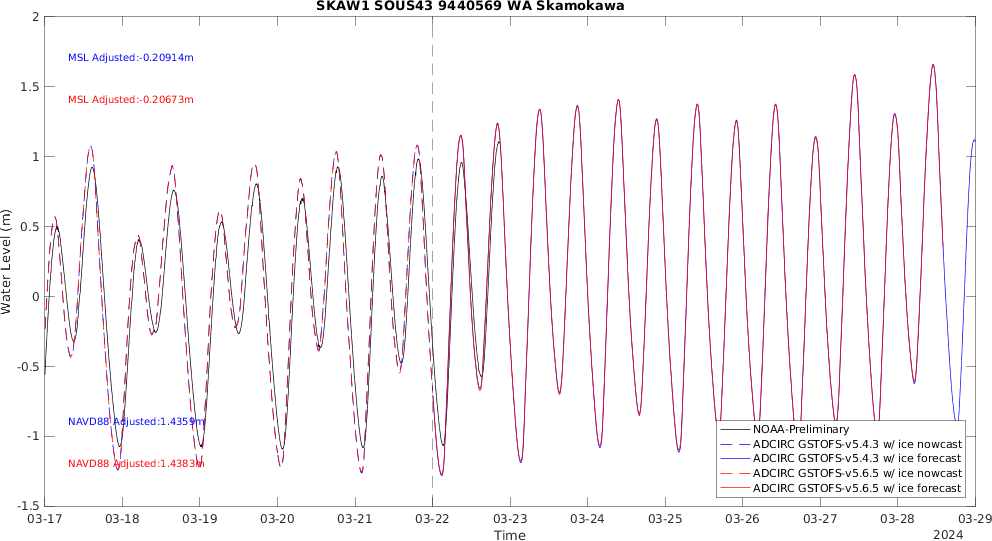 SKAW1 SOUS43 9440569 WA Skamokawa
2
1.5
1
0.5
0
-0.5
-1
-1.5
Water Level (m)
MSL Adjusted:-0.20914m
MSL Adjusted:-0.20673m
NAVD88 Adjusted:1.4359m
NAVD88 Adjusted:1.4383m
NOAA-Preliminary
ADCIRC GSTOFS-v5.4.3 w/ ice nowcast
ADCIRC GSTOFS-v5.4.3 w/ ice forecast
ADCIRC GSTOFS-v5.6.5 w/ ice nowcast
ADCIRC GSTOFS-v5.6.5 w/ ice forecast
03-17 03-18 03-19 03-20 03-21 03-22 03-23 03-24 03-25 03-26 03-27 03-28 03-29
Time
2024